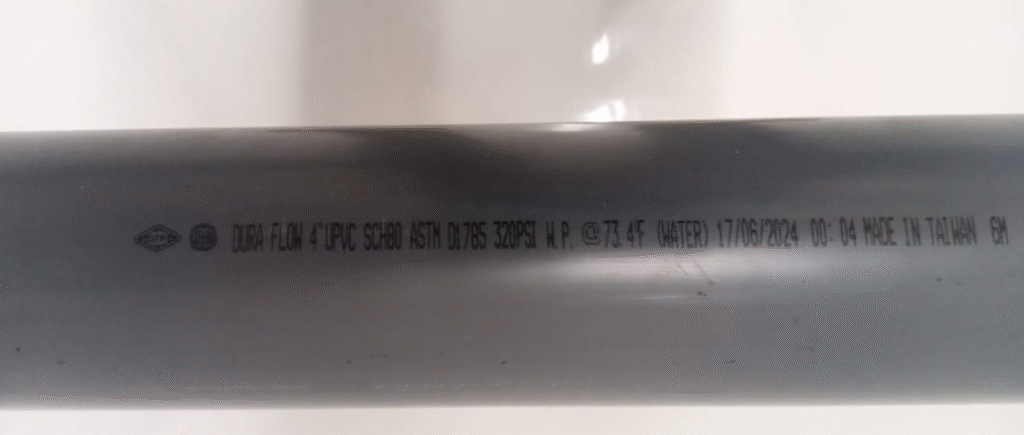 DURA FLOW 4"UPVC SCH80 ASTM D1785 320PSI W.P. @73.4°F (WATER) 17/06/2024 00:04 MADE IN TAIWAN 6M